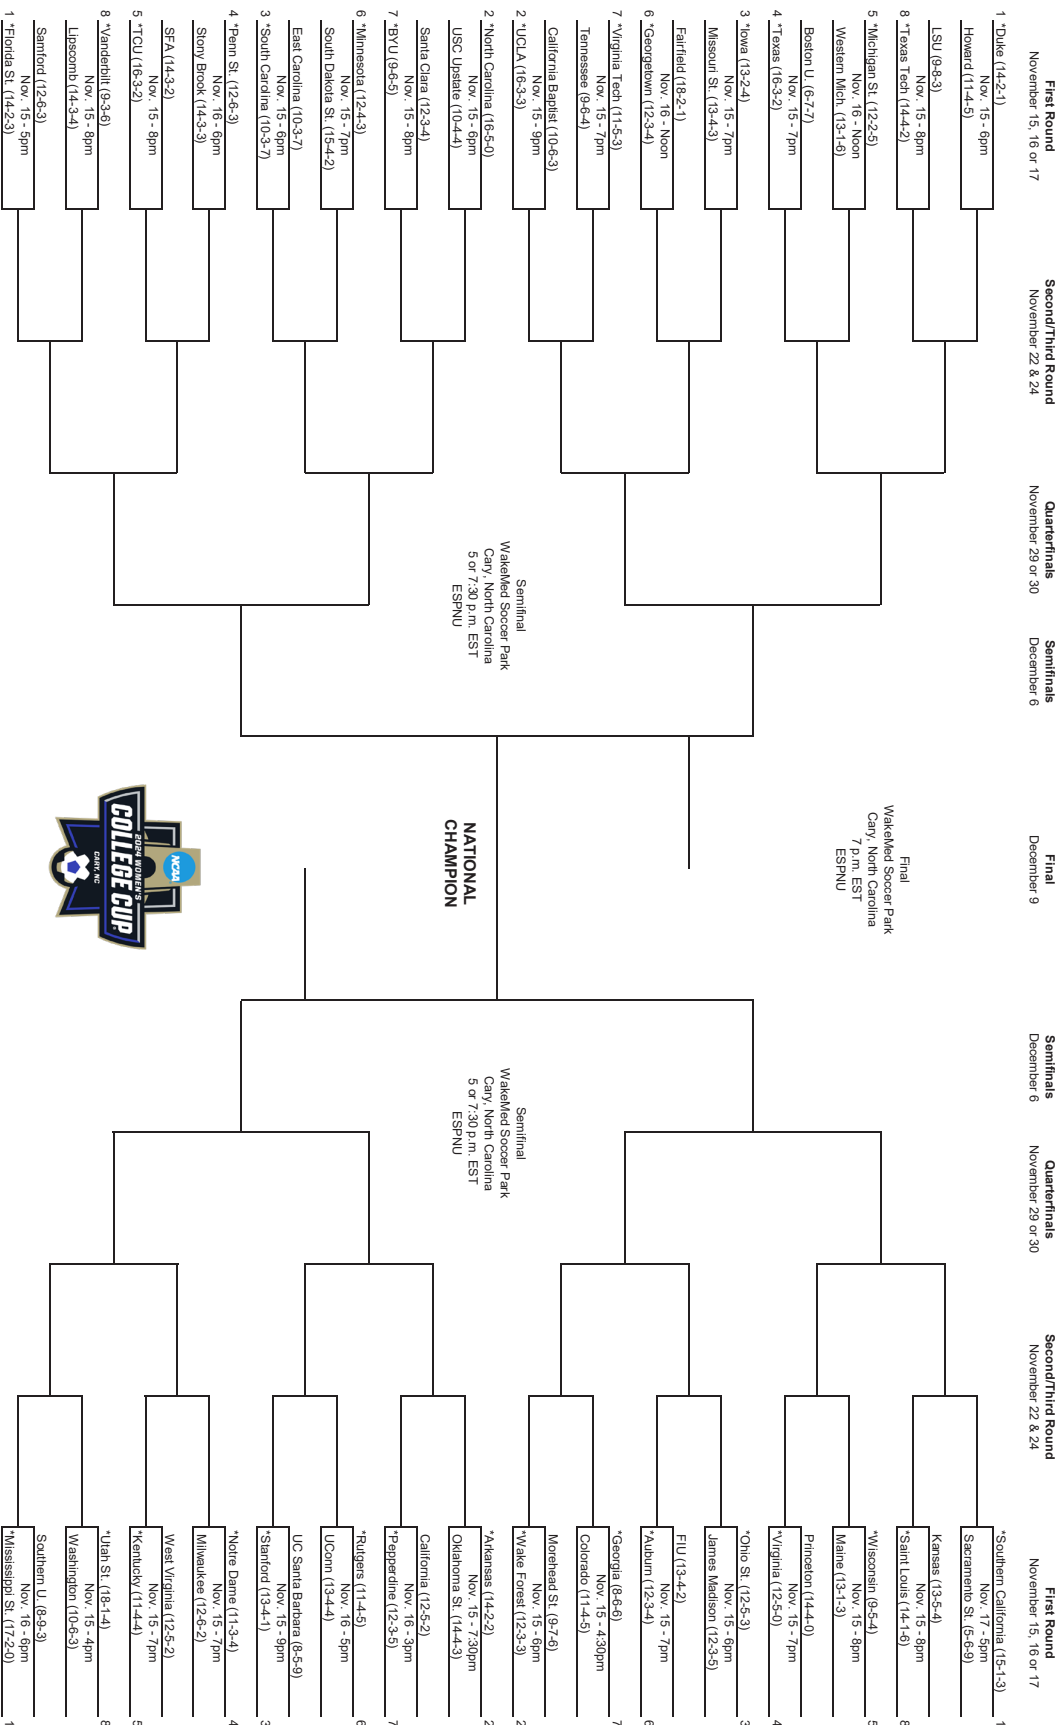 First Round
November 15, 16 or 17
Second/Third Round
November 22 & 24
Quarterfinals
November 29 or 30
Semifinals
December 6
Final
December 9
Semifinals
December 6
Quarterfinals
November 29 or 30
Second/Third Round
November 22 & 24
First Round
November 15, 16 or 17
1 *Duke (14-2-1)
Nov. 15 - 6pm
Howard (11-4-5)
LSU (9-8-3)
Nov. 15 - 8pm
8 *Texas Tech (14-4-2)
5 *Michigan St. (12-2-5)
Nov. 16 - Noon
Western Mich. (13-1-6)
Boston U. (6-7-7)
Nov. 15 - 7pm
4 *Texas (16-3-2)
3 *Iowa (13-2-4)
Nov. 15 - 7pm
Missouri St. (13-4-3)
Fairfield (18-2-1)
Nov. 16 - Noon
6 *Georgetown (12-3-4)
7 *Virginia Tech (11-5-3)
Nov. 15 - 7pm
Tennessee (9-6-4)
California Baptist (10-6-3)
Nov. 15 - 9pm
2 *UCLA (16-3-3)
2 *North Carolina (16-5-0)
Nov. 15 - 6pm
USC Upstate (10-4-4)
Santa Clara (12-3-4)
Nov. 15 - 8pm
7 *BYU (9-6-5)
6 *Minnesota (12-4-3)
Nov. 15 - 7pm
South Dakota St. (15-4-2)
East Carolina (10-3-7)
Nov. 15 - 6pm
3 *South Carolina (10-3-7)
4 *Penn St. (12-6-3)
Nov. 16 - 6pm
Stony Brook (14-3-3)
SFA (14-3-2)
Nov. 15 - 8pm
5 *TCU (16-3-2)
8 *Vanderbilt (9-3-6)
Nov. 15 - 8pm
Lipscomb (14-3-4)
Samford (12-6-3)
Nov. 15 - 5pm
1 *Florida St. (14-2-3)
Semifinal
WakeMed Soccer Park
Cary, North Carolina
5 or 7:30 p.m. EST
ESPNU
Final
WakeMed Soccer Park
Cary, North Carolina
7 p.m. EST
ESPNU
NATIONAL
CHAMPION
NCAA
2024 WOMEN'S
COLLEGE CUP
CARY, NC
Semifinal
WakeMed Soccer Park
Cary, North Carolina
5 or 7:30 p.m. EST
ESPNU
*Southern California (15-1-3) 1
Nov. 17 - 5pm
Sacramento St. (5-6-9)
Kansas (13-5-4)
Nov. 15 - 8pm
*Saint Louis (14-1-6) 8
*Wisconsin (9-5-4) 5
Nov. 15 - 8pm
Maine (13-1-3)
Princeton (14-4-0)
Nov. 15 - 7pm
*Virginia (12-5-0) 4
*Ohio St. (12-5-3) 3
Nov. 15 - 6pm
James Madison (12-3-5)
FIU (13-4-2)
Nov. 15 - 7pm
*Auburn (12-3-4) 6
*Georgia (8-6-6) 7
Nov. 15 - 4:30pm
Colorado (11-4-5)
Morehead St. (9-7-6)
Nov. 15 - 6pm
*Wake Forest (12-3-3) 2
*Arkansas (14-2-2) 2
Nov. 15 - 7:30pm
Oklahoma St. (14-4-3)
California (12-5-2)
Nov. 16 - 3pm
*Pepperdine (12-3-5) 7
*Rutgers (11-4-5) 6
Nov. 16 - 5pm
UConn (13-4-4)
UC Santa Barbara (8-5-9)
Nov. 15 - 9pm
*Stanford (13-4-1) 3
*Notre Dame (11-3-4) 4
Nov. 15 - 7pm
Milwaukee (12-6-2)
West Virginia (12-5-2)
Nov. 15 - 7pm
*Kentucky (11-4-4) 5
*Utah St. (18-1-4) 8
Nov. 15 - 4pm
Washington (10-6-3)
Southern U. (8-9-3)
Nov. 16 - 6pm
*Mississippi St. (17-2-0) 1